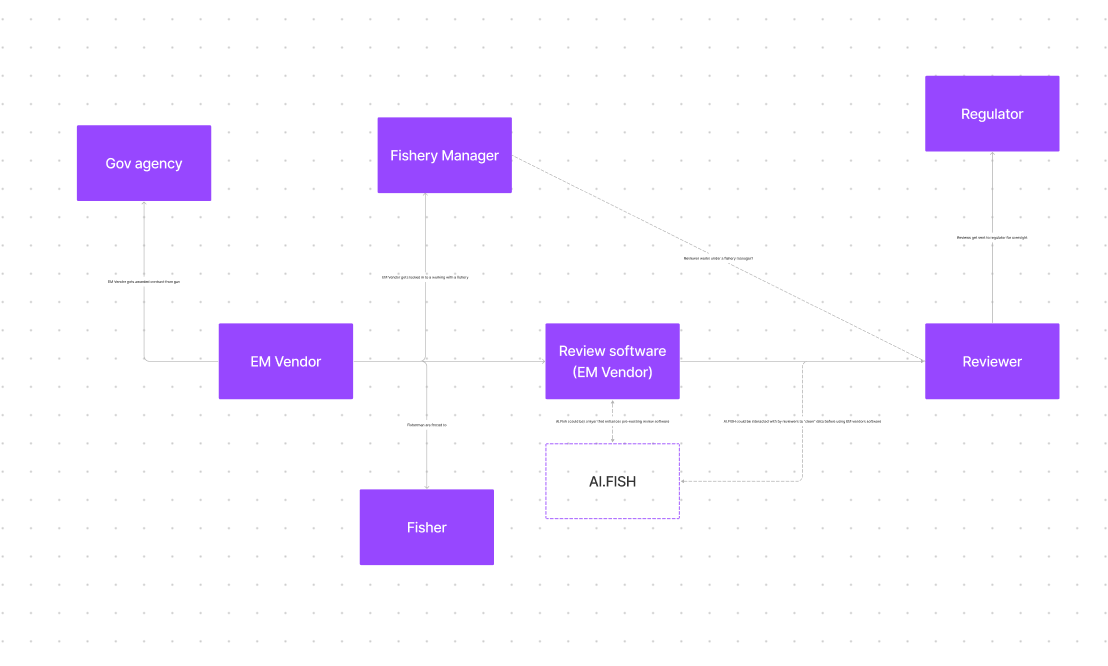 Regulator
Gov agency
Fishery Manager
Reviews get sent to regulator for oversight
Reviewer works under a fishery manager?
EM Vendor gets locked in to a working with a fishery
EM Vendor gets awarded contract from gov
EM Vendor
Review software
(EM Vendor)
Reviewer
AI.FISH could be a layer that enhances pre-existing review software
AI.FISH could be interacted with by reviewers to "clean" data before using EM vendors software
Fisherman are forced to
AI.FISH
Fisher